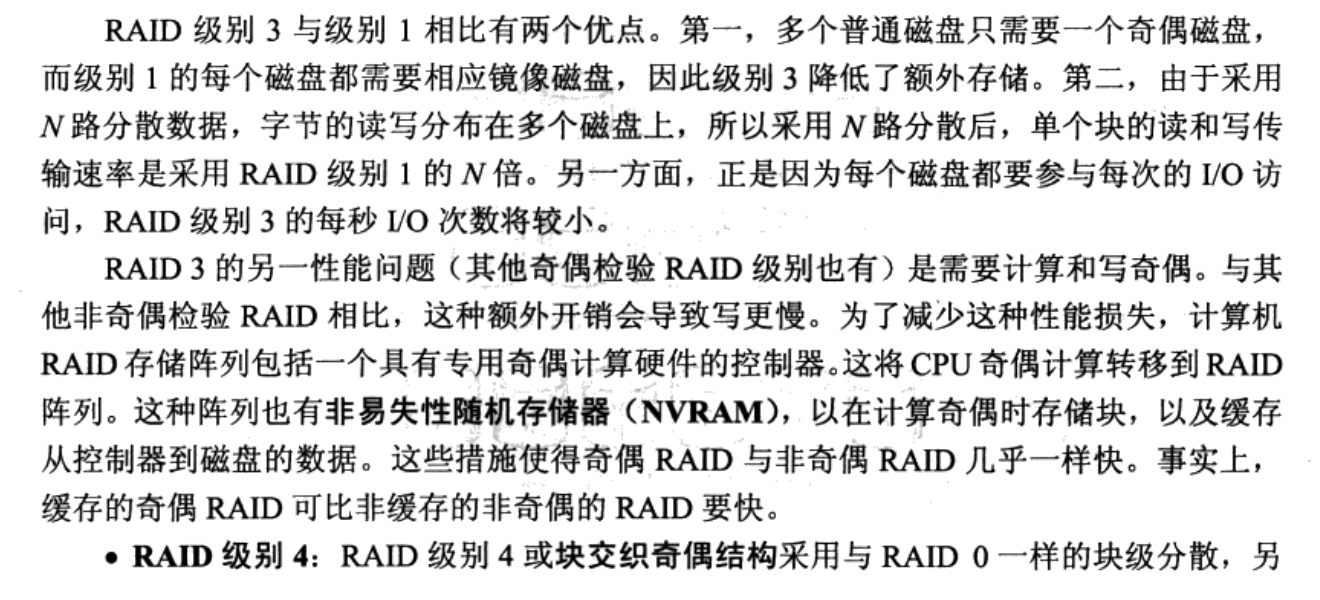 RAID 级别 3 与级别 1 相比有两个优点。第一，多个普通磁盘只需要一个奇偶磁盘，
而级别 1 的每个磁盘都需要相应镜像磁盘，因此级别 3 降低了额外存储。第二，由于采用
N 路分散数据，字节的读写分布在多个磁盘上，所以采用 N 路分散后，单个块的读和写传
输速率是采用 RAID 级别 1 的 N 倍。另一方面，正是因为每个磁盘都要参与每次的 I/O 访
问，RAID 级别 3 的每秒 I/O 次数将较小。
RAID 3 的另一性能问题（其他奇偶检验 RAID 级别也有）是需要计算和写奇偶。与其
他非奇偶检验 RAID 相比，这种额外开销会导致写更慢。为了减少这种性能损失，计算机
RAID 存储阵列包括一个具有专用奇偶计算硬件的控制器。这将 CPU 奇偶计算转移到 RAID
阵列。这种阵列也有非易失性随机存储器（NVRAM），以在计算奇偶时存储块，以及缓存
从控制器到磁盘的数据。这些措施使得奇偶 RAID 与非奇偶 RAID 几乎一样快。事实上，
缓存的奇偶 RAID 可比非缓存的非奇偶的 RAID 要快。
• RAID 级别 4：RAID 级别 4 或块交织奇偶结构采用与 RAID 0 一样的块级分散，另